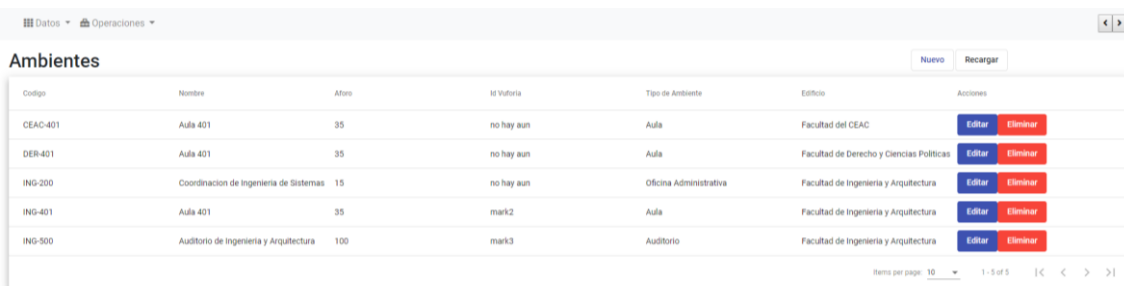 Datos Operaciones
Ambientes Nuevo Recargar
Codigo Nombre Aforo Id Vuforia Tipo de Ambiente Edificio Acciones
CEAC-401 Aula 401 35 no hay aun Aula Facultad del CEAC Editar Eliminar
DER-401 Aula 401 35 no hay aun Aula Facultad de Derecho y Ciencias Politicas Editar Eliminar
ING-200 Coordinacion de Ingenieria de Sistemas 15 no hay aun Oficina Administrativa Facultad de Ingenieria y Arquitectura Editar Eliminar
ING-401 Aula 401 35 mark2 Aula Facultad de Ingenieria y Arquitectura Editar Eliminar
ING-500 Auditorio de Ingenieria y Arquitectura 100 mark3 Auditorio Facultad de Ingenieria y Arquitectura Editar Eliminar
Items per page: 10 1 - 5 of 5